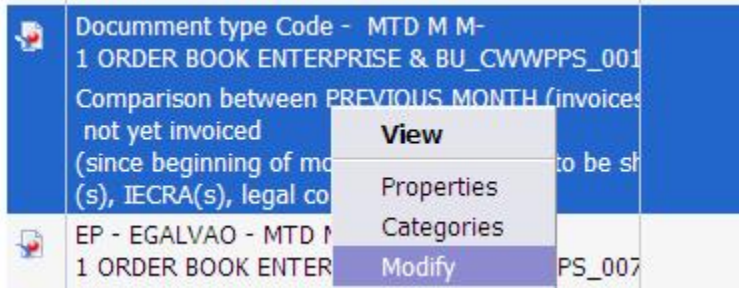 Documment type Code - MTD M M-
1 ORDER BOOK ENTERPRISE & BU_CWWPPS_001
Comparison between PREVIOUS MONTH (invoices
not yet invoiced
(since beginning of mo to be sh
(s), IECRA(s), legal co
View
Properties
Categories
Modify
EP - EGALVAO - MTD M
1 ORDER BOOK ENTER PS_007